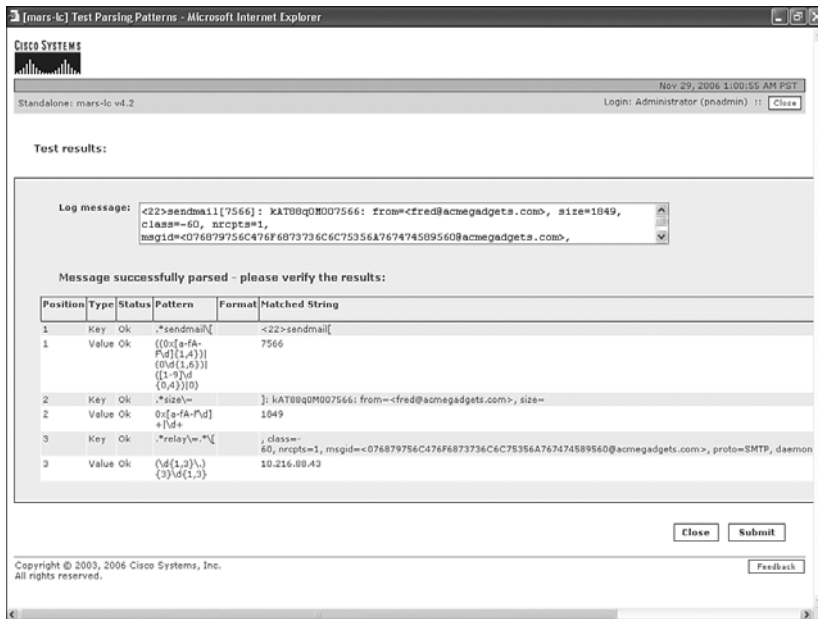 [mars-lc] Test Parsing Patterns - Microsoft Internet Explorer
CISCO SYSTEMS
Nov 29, 2006 1:00:55 AM PST
Standalone: mars-lc v4.2
Login: Administrator (pnadmin) :: Close
Test results:
Log message:
<22>sendmail[7566]: kAT88q0M007566: from=<fred@acmegadgets.com>, size=1849,
class=-60, nrcpts=1,
msgid=<076879756C476F6873736C6C75356A767474589560@acmegadgets.com>,
Message successfully parsed - please verify the results:
Position Type Status Pattern Format Matched String
1 Key Ok .*sendmail\[ <22>sendmail[
1 Value Ok ((0x[a-fA- 7566
F\d]{1,4})|
(0\d{1,6})|
([1-9]\d
{0,4})|0)
2 Key Ok .*size\= ]: kAT88q0M007566: from=<fred@acmegadgets.com>, size=
2 Value Ok 0x[a-fA-F\d] 1849
+|\d+
3 Key Ok .*relay\=.*\[ , class=-
60, nrcpts=1, msgid=<076879756C476F6873736C6C75356A767474589560@acmegadgets.com>, proto=SMTP, daemon
3 Value Ok (\d{1,3}\.) 10.216.88.43
{3}\d{1,3}
Close Submit
Copyright © 2003, 2006 Cisco Systems, Inc.
All rights reserved.
Feedback